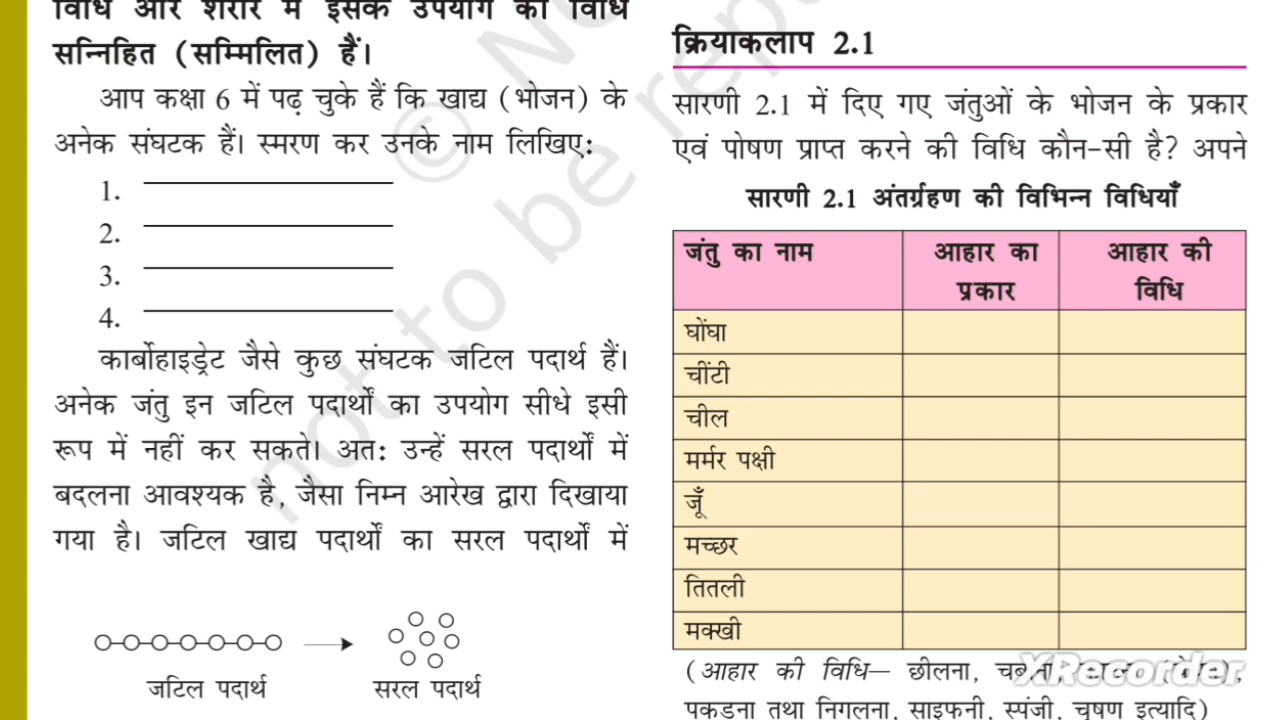 विधि और शरीर में इसके उपयोग की विधि
सन्निहित (सम्मिलित) हैं।
आप कक्षा 6 में पढ़ चुके हैं कि खाद्य (भोजन) के
अनेक संघटक हैं। स्मरण कर उनके नाम लिखिए:
1.
2.
3.
4.
कार्बोहाइड्रेट जैसे कुछ संघटक जटिल पदार्थ हैं।
अनेक जंतु इन जटिल पदार्थों का उपयोग सीधे इसी
रूप में नहीं कर सकते। अतः उन्हें सरल पदार्थों में
बदलना आवश्यक है, जैसा निम्न आरेख द्वारा दिखाया
गया है। जटिल खाद्य पदार्थों का सरल पदार्थों में
जटिल पदार्थ सरल पदार्थ
क्रियाकलाप 2.1
सारणी 2.1 में दिए गए जंतुओं के भोजन के प्रकार
एवं पोषण प्राप्त करने की विधि कौन-सी है? अपने
सारणी 2.1 अंतर्ग्रहण की विभिन्न विधियाँ
जंतु का नाम आहार का प्रकार आहार की विधि
घोंघा
चींटी
चील
मर्मर पक्षी
जूँ
मच्छर
तितली
मक्खी
(आहार की विधि— छीलना,
पकड़ना तथा निगलना, साइफनी, स्पंजी, चूषण इत्यादि)
© not to be
XRecorder